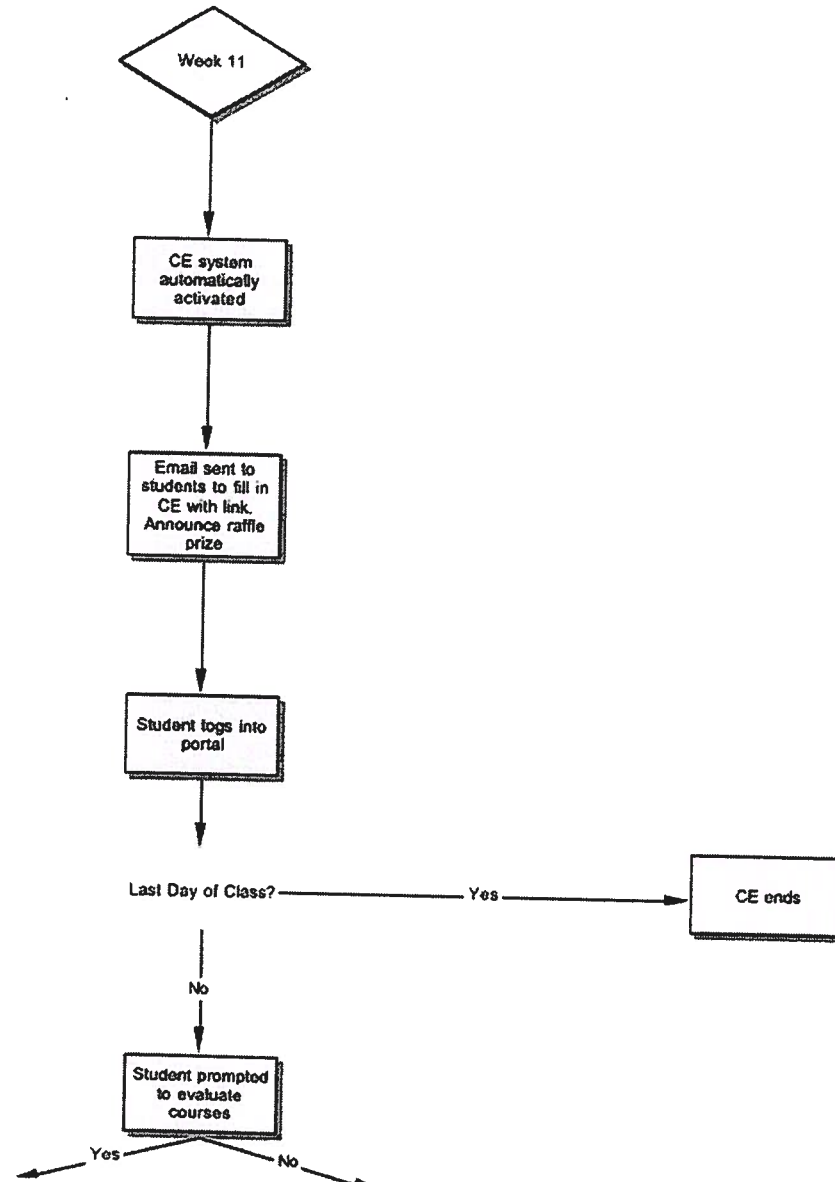 Week 11
CE system
automatically
activated
Email sent to
students to fill in
CE with link.
Announce raffle
prize
Student logs into
portal
Last Day of Class?
Yes
CE ends
No
Student prompted
to evaluate
courses
Yes
No